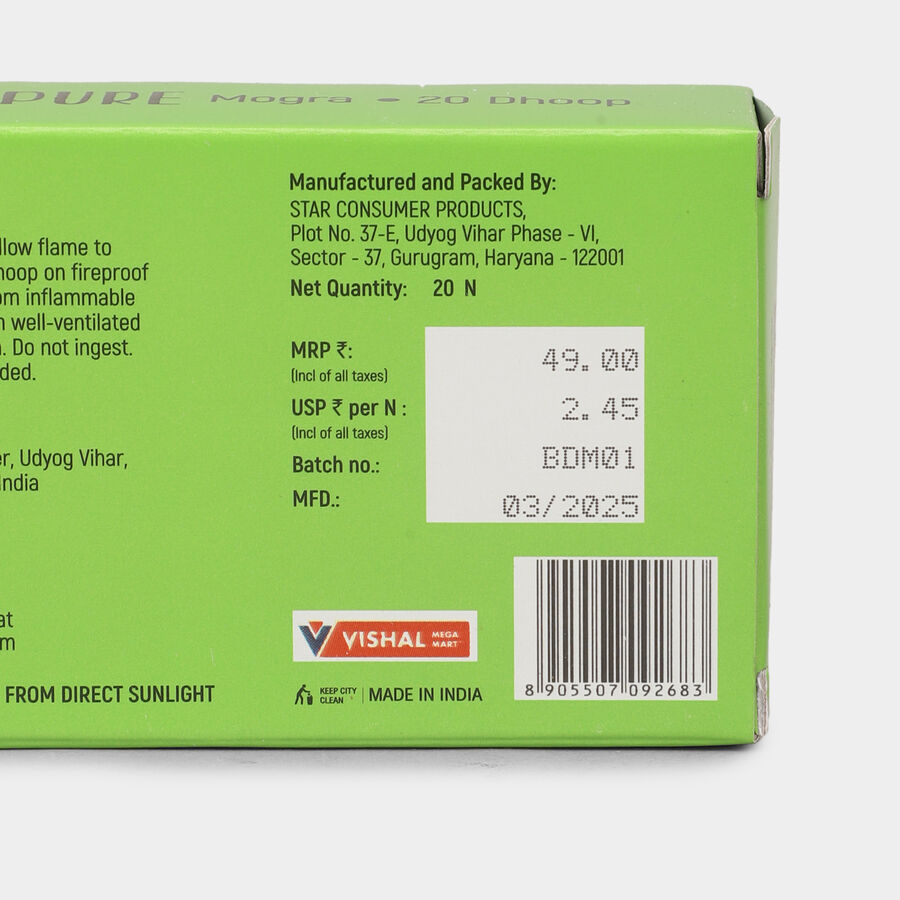 PURE Mogra • 20 Dhoop
llow flame to
hoop on fireproof
om inflammable
n well-ventilated
. Do not ingest.
ded.
er, Udyog Vihar,
India
at
m
FROM DIRECT SUNLIGHT
Manufactured and Packed By:
STAR CONSUMER PRODUCTS,
Plot No. 37-E, Udyog Vihar Phase - VI,
Sector - 37, Gurugram, Haryana - 122001
Net Quantity: 20 N
MRP ₹: 49.00
(Incl of all taxes)
USP ₹ per N : 2.45
(Incl of all taxes)
Batch no.: BDM01
MFD.: 03/2025
VISHAL MEGA MART
KEEP CITY CLEAN | MADE IN INDIA
8 905507 092683